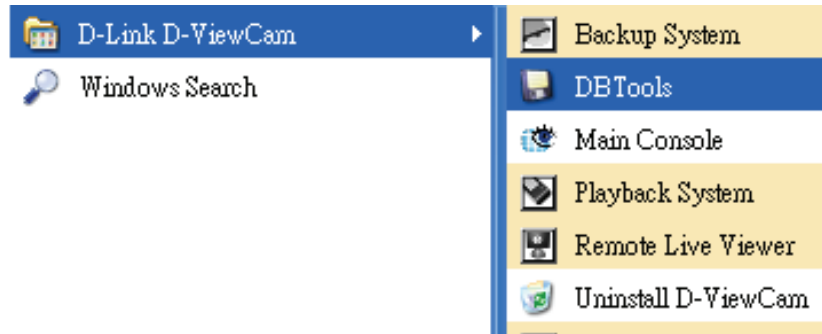 D-Link D-ViewCam
Windows Search
Backup System
DBTools
Main Console
Playback System
Remote Live Viewer
Uninstall D-ViewCam